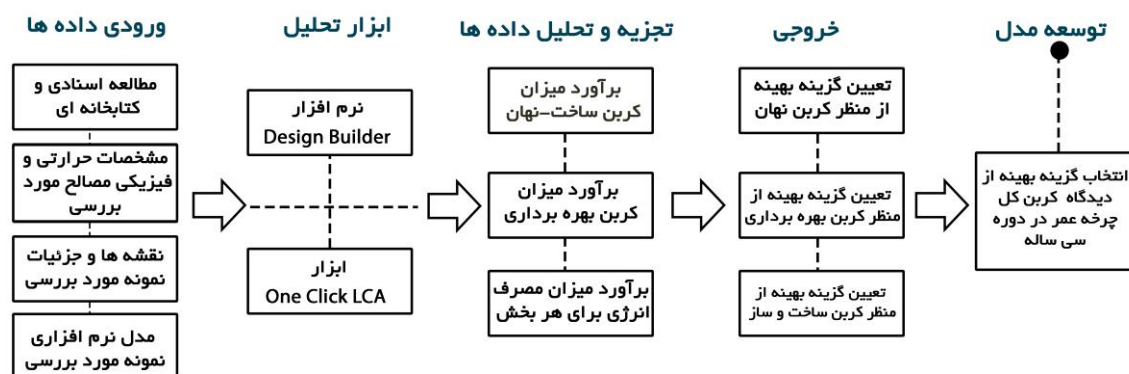 ورودی داده ها
مطالعه اسنادی و
کتابخانه ای
مشخصات حرارتی و
فیزیکی مصالح مورد
بررسی
نقشه ها و جزئیات
نمونه مورد بررسی
مدل نرم افزاری
نمونه مورد بررسی
ابزار تحلیل
نرم افزار
Design Builder
ابزار
One Click LCA
تجزیه و تحلیل داده ها
برآورد میزان
کربن ساخت-نهان
برآورد میزان
کربن بهره برداری
برآورد میزان مصرف
انرژی برای هر بخش
خروجی
تعیین گزینه بهینه
از منظر کربن نهان
تعیین گزینه بهینه از
منظر کربن بهره برداری
تعیین گزینه بهینه از
منظر کربن ساخت و ساز
توسعه مدل
انتخاب گزینه بهینه از
دیدگاه کربن کل
چرخه عمر در دوره
سی ساله